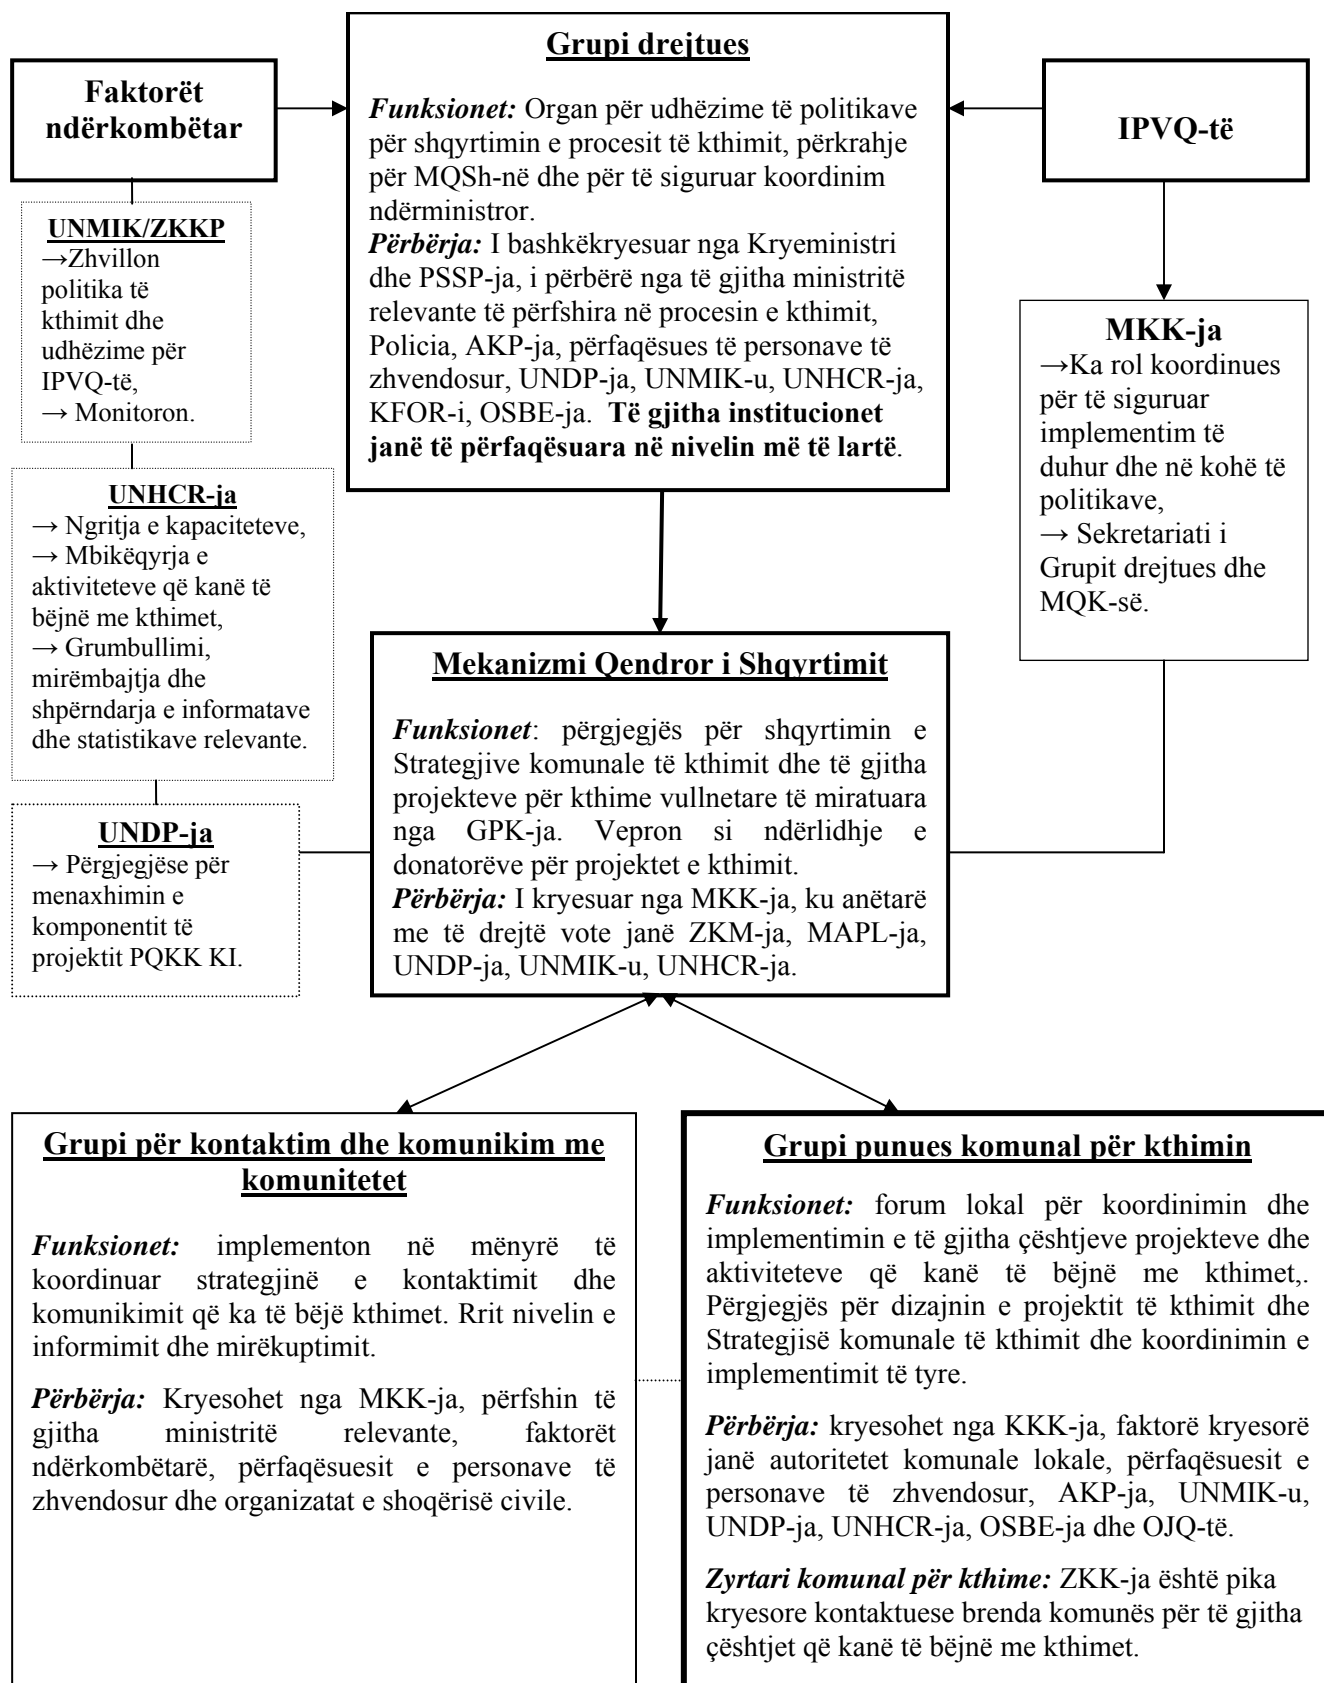 Grupi drejtues
Funksionet: Organ për udhëzime të politikave
për shqyrtimin e procesit të kthimit, përkrahje
për MQSh-në dhe për të siguruar koordinim
ndërministror.
Përbërja: I bashkëkryesuar nga Kryeministri
dhe PSSP-ja, i përbërë nga të gjitha ministritë
relevante të përfshira në procesin e kthimit,
Policia, AKP-ja, përfaqësues të personave të
zhvendosur, UNDP-ja, UNMIK-u, UNHCR-ja,
KFOR-i, OSBE-ja. Të gjitha institucionet
janë të përfaqësuara në nivelin më të lartë.
Faktorët
ndërkombëtar
IPVQ-të
UNMIK/ZKKP
→Zhvillon
politika të
kthimit dhe
udhëzime për
IPVQ-të,
→ Monitoron.
MKK-ja
→Ka rol koordinues
për të siguruar
implementim të
duhur dhe në kohë të
politikave,
→ Sekretariati i
Grupit drejtues dhe
MQK-së.
UNHCR-ja
→ Ngritja e kapaciteteve,
→ Mbikëqyrja e
aktiviteteve që kanë të
bëjnë me kthimet,
→ Grumbullimi,
mirëmbajtja dhe
shpërndarja e informatave
dhe statistikave relevante.
Mekanizmi Qendror i Shqyrtimit
Funksionet: përgjegjës për shqyrtimin e
Strategjive komunale të kthimit dhe të gjitha
projekteve për kthime vullnetare të miratuara
nga GPK-ja. Vepron si ndërlidhje e
donatorëve për projektet e kthimit.
Përbërja: I kryesuar nga MKK-ja, ku anëtarë
me të drejtë vote janë ZKM-ja, MAPL-ja,
UNDP-ja, UNMIK-u, UNHCR-ja.
UNDP-ja
→ Përgjegjëse për
menaxhimin e
komponentit të
projektit PQKK KI.
Grupi për kontaktim dhe komunikim me
komunitetet
Funksionet: implementon në mënyrë të
koordinuar strategjinë e kontaktimit dhe
komunikimit që ka të bëjë kthimet. Rrit nivelin e
informimit dhe mirëkuptimit.
Përbërja: Kryesohet nga MKK-ja, përfshin të
gjitha ministritë relevante, faktorët
ndërkombëtarë, përfaqësuesit e personave të
zhvendosur dhe organizatat e shoqërisë civile.
Grupi punues komunal për kthimin
Funksionet: forum lokal për koordinimin dhe
implementimin e të gjitha çështjeve projekteve dhe
aktiviteteve që kanë të bëjnë me kthimet,.
Përgjegjës për dizajnin e projektit të kthimit dhe
Strategjisë komunale të kthimit dhe koordinimin e
implementimit të tyre.
Përbërja: kryesohet nga KKK-ja, faktorë kryesorë
janë autoritetet komunale lokale, përfaqësuesit e
personave të zhvendosur, AKP-ja, UNMIK-u,
UNDP-ja, UNHCR-ja, OSBE-ja dhe OJQ-të.
Zyrtari komunal për kthime: ZKK-ja është pika
kryesore kontaktuese brenda komunës për të gjitha
çështjet që kanë të bëjnë me kthimet.